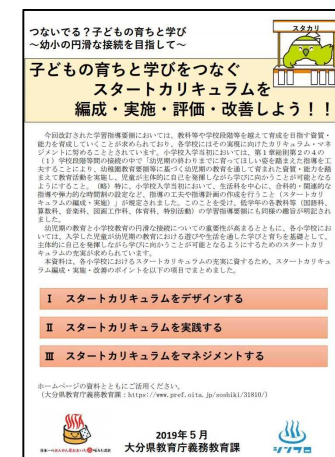 つないでる？子どもの育ちと学び
～幼小の円滑な接続を目指して～
スタカリ
子どもの育ちと学びをつなぐ
スタートカリキュラムを
編成・実施・評価・改善しよう！！
今回改訂された学習指導要領においては、教科等や学校段階等を越えて育成を目指す資質・
能力を育成していくことが求められており、各学校にはその実現に向けたカリキュラム・マネ
ジメントに努めることとされています。小学校入学当初においては、第１章総則第２の４の
（１）学校段階等間の接続の中で「幼児期の終わりまでに育ってほしい姿を踏まえた指導を工
夫することにより、幼稚園教育要領等に基づく幼児期の教育を通して育まれた資質・能力を踏ま
えて教育活動を実施し、児童が主体的に自己を発揮しながら学びに向かうことが可能となる
ようにすること。（略）特に、小学校入学当初において、生活科を中心に、合科的・関連的な
指導や弾力的な時間割の設定など、指導の工夫や指導計画の作成を行うこと（スタートカリ
キュラムの編成・実施）」が規定されました。このことを受け、低学年の各教科等（国語科、
算数科、音楽科、図画工作科、体育科、特別活動）の学習指導要領にも同様の趣旨が明記され
ました。
幼児期の教育と小学校教育の円滑な接続についての重要性が高まるとともに、各小学校にお
いては、入学した児童が幼児期の教育における遊びや生活を通した学びと育ちを基礎として、
主体的に自己を発揮しながら学びに向かうことが可能となるようにするためのスタートカリ
キュラムの充実が求められています。
本資料は、各小学校におけるスタートカリキュラムの充実に資するため、スタートカリキュ
ラム編成・実施・改善のポイントを以下の項目でまとめました。
Ⅰ スタートカリキュラムをデザインする
Ⅱ スタートカリキュラムを実践する
Ⅲ スタートカリキュラムをマネジメントする
ホームページの資料とともにご活用ください。
（大分県教育庁義務教育課：https://www.pref.oita.jp/soshiki/31810/）
2019年５月
大分県教育庁義務教育課
シンフロ